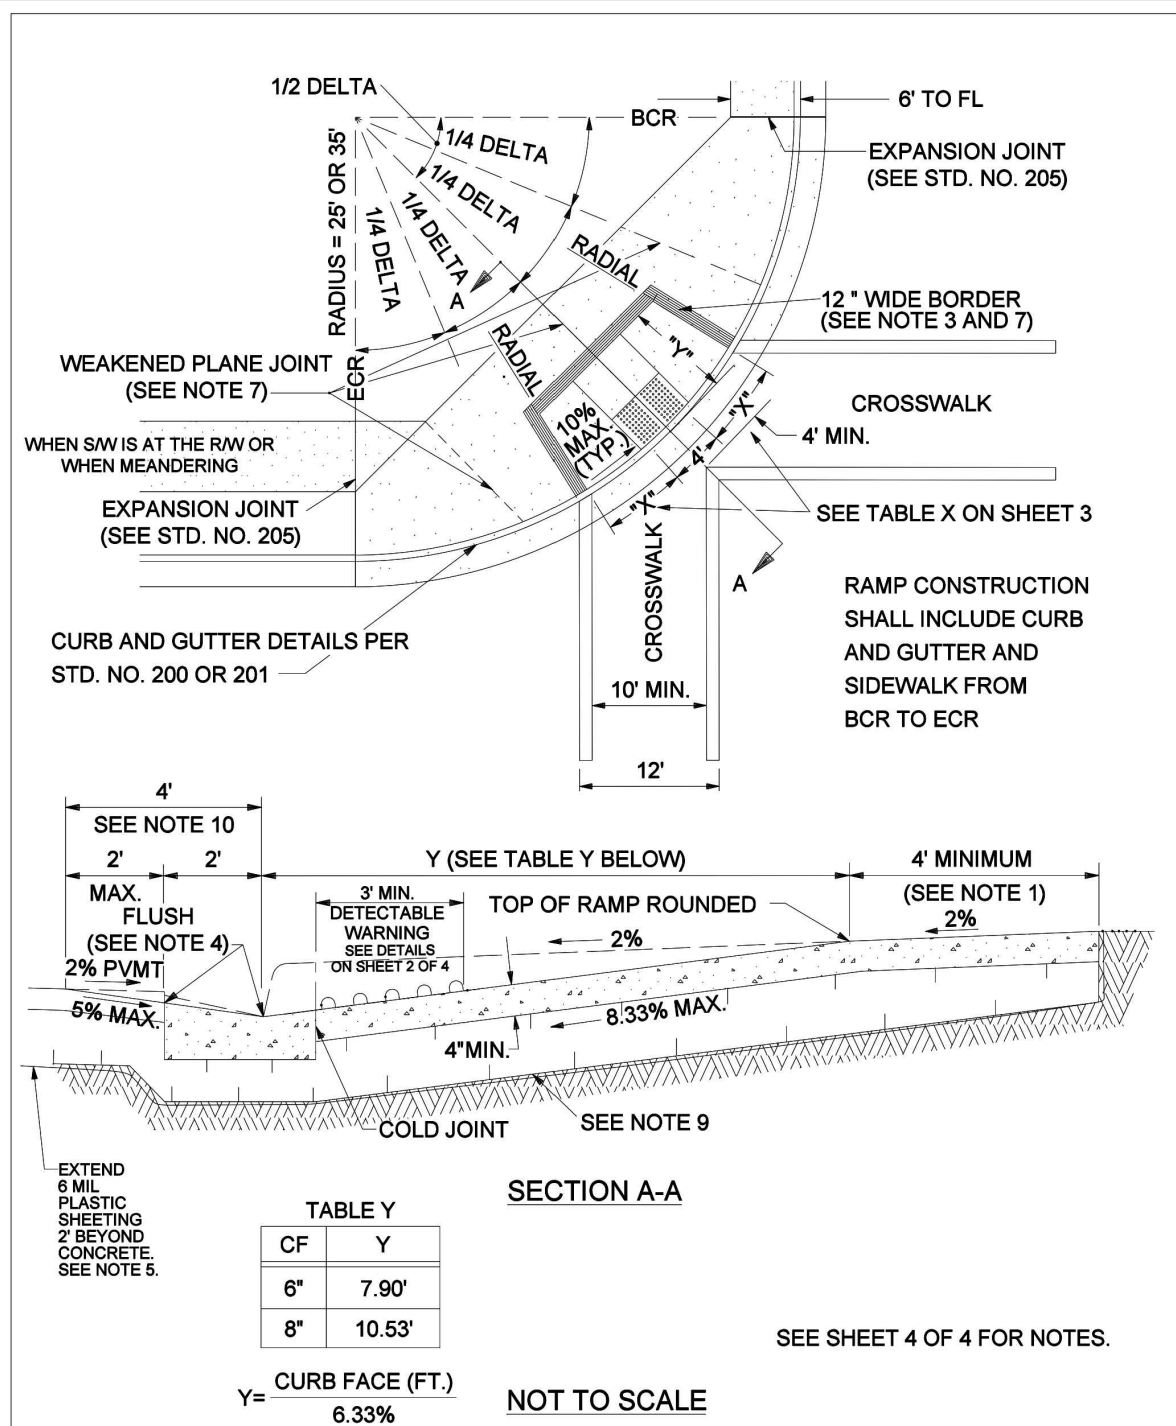 1/2 DELTA
BCR
6' TO FL
1/4 DELTA
1/4 DELTA
1/4 DELTA
1/4 DELTA
RADIUS = 25' OR 35'
EXPANSION JOINT
(SEE STD. NO. 205)
A
RADIAL
RADIAL
12 " WIDE BORDER
(SEE NOTE 3 AND 7)
"Y"
WEAKENED PLANE JOINT
(SEE NOTE 7)
ECR
CROSSWALK
"X"
4' MIN.
10%
MAX.
(TYP.)
4'
WHEN S/W IS AT THE R/W OR
WHEN MEANDERING
EXPANSION JOINT
(SEE STD. NO. 205)
"X"
SEE TABLE X ON SHEET 3
CROSSWALK
A
CURB AND GUTTER DETAILS PER
STD. NO. 200 OR 201
RAMP CONSTRUCTION
SHALL INCLUDE CURB
AND GUTTER AND
SIDEWALK FROM
BCR TO ECR
10' MIN.
12'
4'
SEE NOTE 10
2'
MAX.
2'
Y (SEE TABLE Y BELOW)
4' MINIMUM
(SEE NOTE 1)
FLUSH
(SEE NOTE 4)
3' MIN.
DETECTABLE
WARNING
SEE DETAILS
ON SHEET 2 OF 4
TOP OF RAMP ROUNDED
2%
2%
2% PVMT
5% MAX.
8.33% MAX.
4"MIN.
COLD JOINT
SEE NOTE 9
EXTEND
6 MIL
PLASTIC
SHEETING
2' BEYOND
CONCRETE.
SEE NOTE 5.
SECTION A-A
TABLE Y
CF Y
6" 7.90'
8" 10.53'
SEE SHEET 4 OF 4 FOR NOTES.
Y= CURB FACE (FT.)
6.33%
NOT TO SCALE